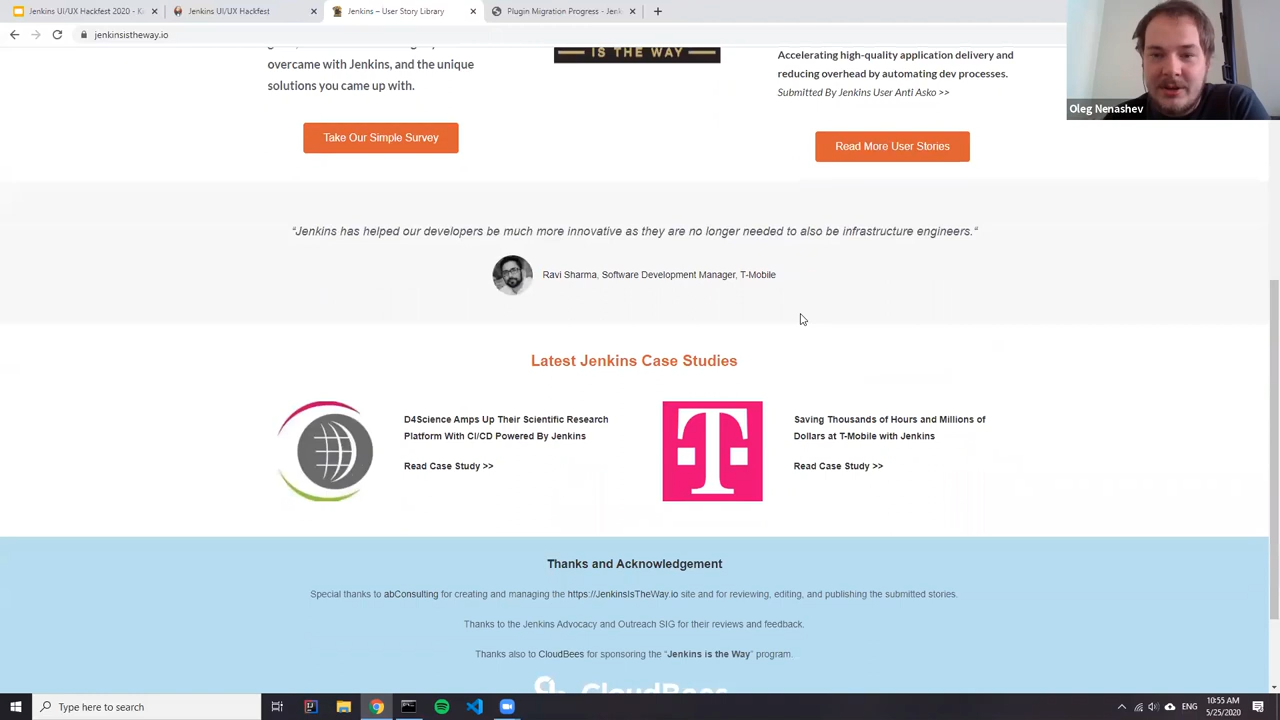 Jenkins UI/UX Hackfest 2020 - K
Jenkins UI/UX Hackfest
Jenkins – User Story Library
Plugin Migration Progress - Jenk
jenkinsistheway.io
overcame with Jenkins, and the unique
solutions you came up with.
Take Our Simple Survey
IS THE WAY
Accelerating high-quality application delivery and
reducing overhead by automating dev processes.
Submitted By Jenkins User Anti Asko >>
Read More User Stories
Oleg Nenashev
“Jenkins has helped our developers be much more innovative as they are no longer needed to also be infrastructure engineers.“
Ravi Sharma, Software Development Manager, T-Mobile
Latest Jenkins Case Studies
D4Science Amps Up Their Scientific Research
Platform With CI/CD Powered By Jenkins
Read Case Study >>
T
Saving Thousands of Hours and Millions of
Dollars at T-Mobile with Jenkins
Read Case Study >>
Thanks and Acknowledgement
Special thanks to abConsulting for creating and managing the https://JenkinsIsTheWay.io site and for reviewing, editing, and publishing the submitted stories.
Thanks to the Jenkins Advocacy and Outreach SIG for their reviews and feedback.
Thanks also to CloudBees for sponsoring the “Jenkins is the Way” program.
CloudBees
Type here to search
10:55 AM
ENG
5/25/2020